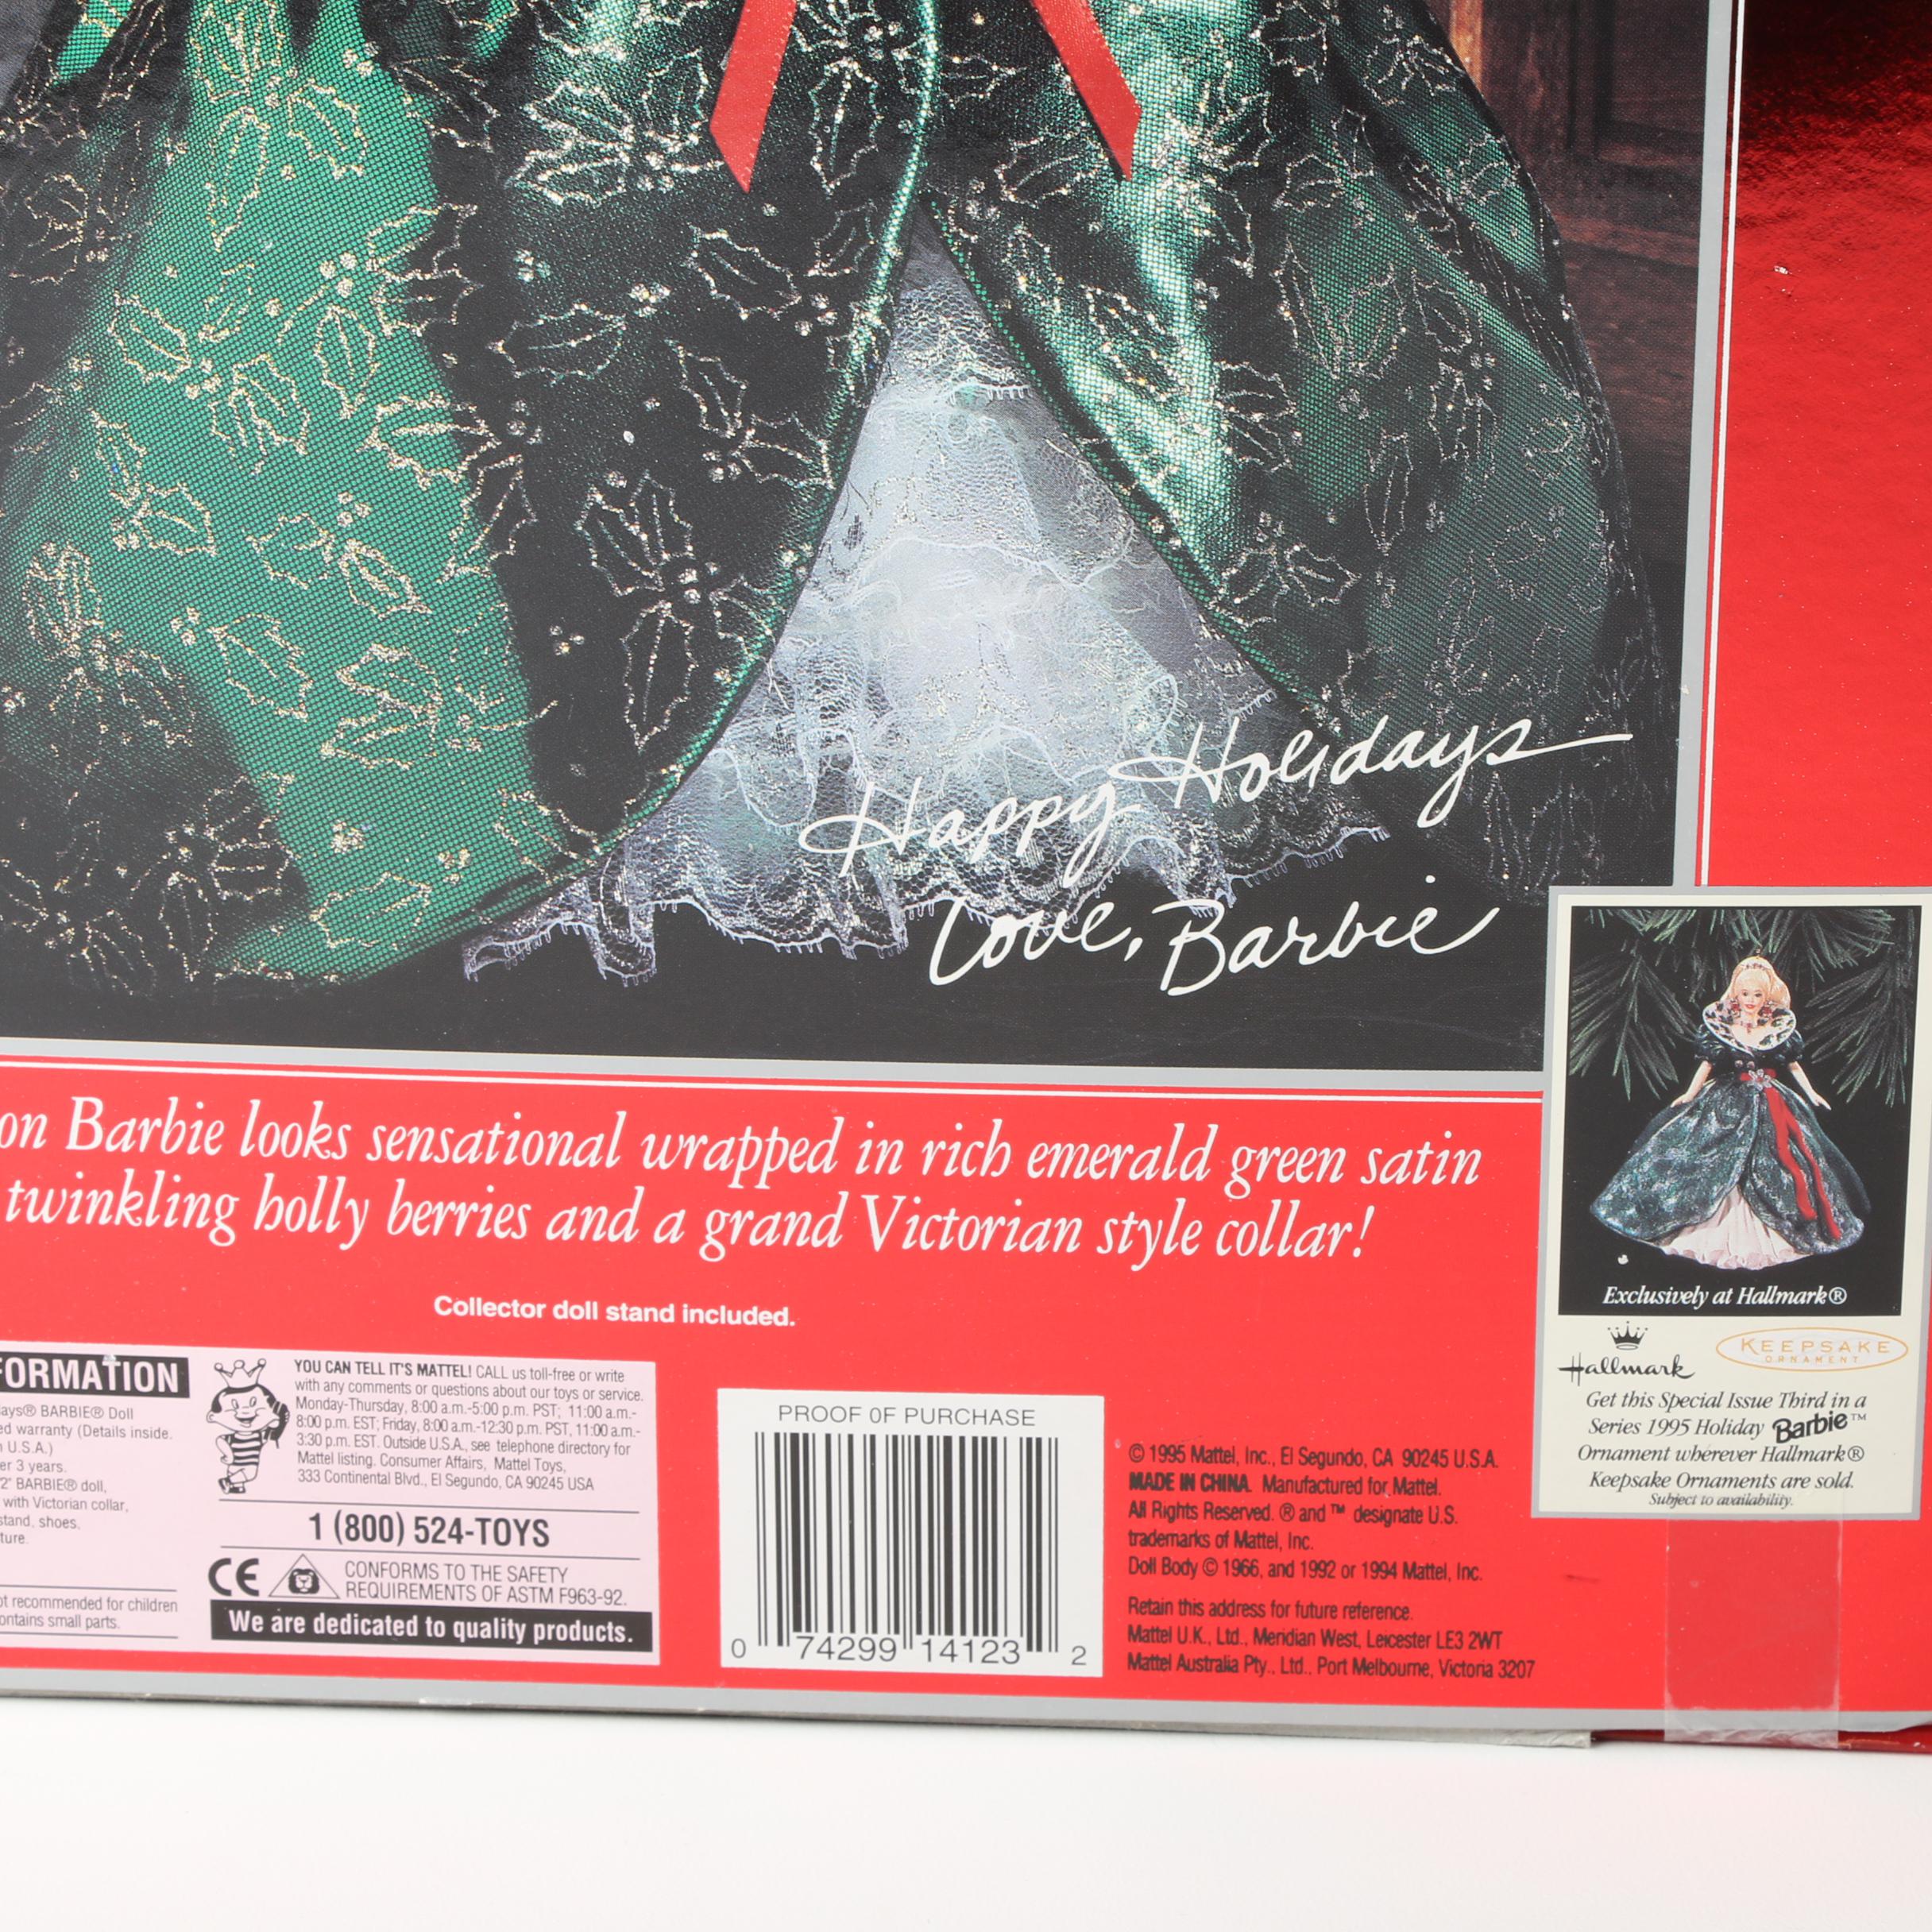 Happy Holidays
Love, Barbie
on Barbie looks sensational wrapped in rich emerald green satin
twinkling holly berries and a grand Victorian style collar!
Collector doll stand included.
FORMATION
ays® BARBIE® Doll
ed warranty (Details inside.
U.S.A.)
er 3 years.
2" BARBIE® doll,
with Victorian collar,
stand, shoes.
ture.
ot recommended for children
ontains small parts.
YOU CAN TELL IT'S MATTEL! CALL us toll-free or write
with any comments or questions about our toys or service.
Monday-Thursday, 8:00 a.m.-5:00 p.m. PST; 11:00 a.m.-
8:00 p.m. EST; Friday, 8:00 a.m.-12:30 p.m. PST, 11:00 a.m.-
3:30 p.m. EST. Outside U.S.A., see telephone directory for
Mattel listing. Consumer Affairs, Mattel Toys,
333 Continental Blvd., El Segundo, CA 90245 USA
1 (800) 524-TOYS
CE
CONFORMS TO THE SAFETY
REQUIREMENTS OF ASTM F963-92.
We are dedicated to quality products.
PROOF OF PURCHASE
0 74299 14123 2
© 1995 Mattel, Inc., El Segundo, CA 90245 U.S.A.
MADE IN CHINA. Manufactured for Mattel.
All Rights Reserved. ® and ™ designate U.S.
trademarks of Mattel, Inc.
Doll Body © 1966, and 1992 or 1994 Mattel, Inc.
Retain this address for future reference.
Mattel U.K., Ltd., Meridian West, Leicester LE3 2WT
Mattel Australia Pty., Ltd., Port Melbourne, Victoria 3207
Exclusively at Hallmark®
Hallmark
KEEPSAKE
ORNAMENT
Get this Special Issue Third in a
Series 1995 Holiday Barbie™
Ornament wherever Hallmark®
Keepsake Ornaments are sold.
Subject to availability.